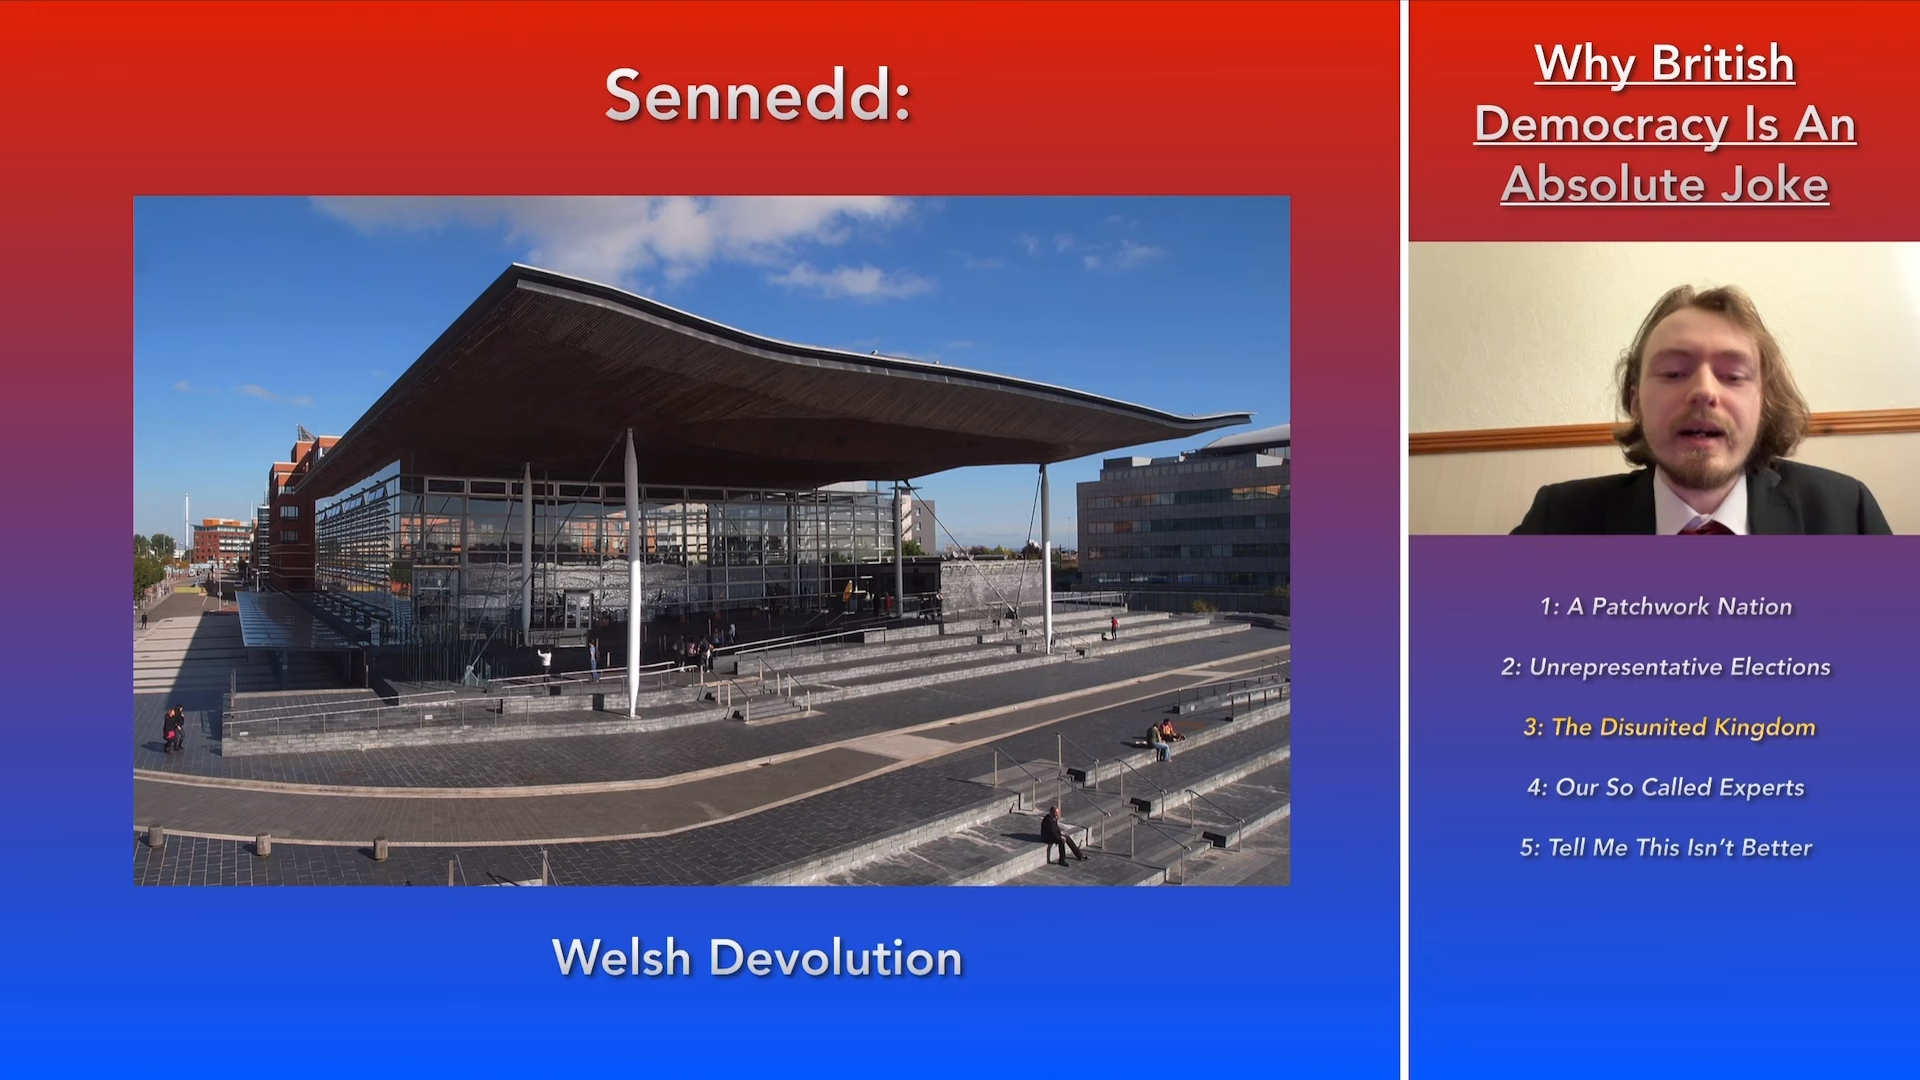 Sennedd:
Welsh Devolution
Why British
Democracy Is An
Absolute Joke
1: A Patchwork Nation
2: Unrepresentative Elections
3: The Disunited Kingdom
4: Our So Called Experts
5: Tell Me This Isn’t Better